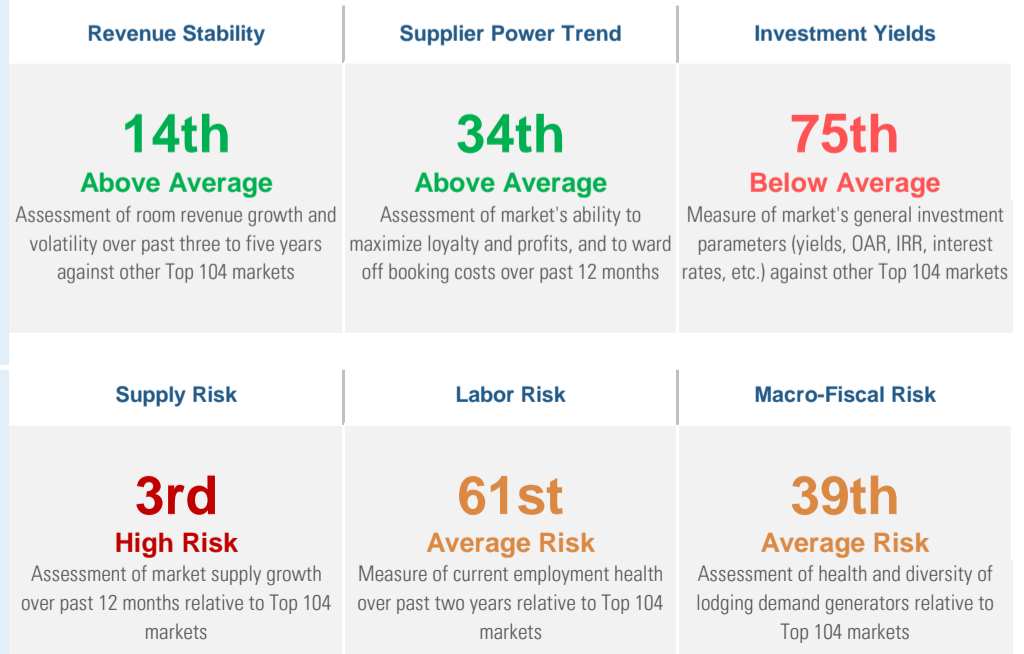 Revenue Stability
Supplier Power Trend
Investment Yields
14th
Above Average
Assessment of room revenue growth and
volatility over past three to five years
against other Top 104 markets
34th
Above Average
Assessment of market's ability to
maximize loyalty and profits, and to ward
off booking costs over past 12 months
75th
Below Average
Measure of market's general investment
parameters (yields, OAR, IRR, interest
rates, etc.) against other Top 104 markets
Supply Risk
Labor Risk
Macro-Fiscal Risk
3rd
High Risk
Assessment of market supply growth
over past 12 months relative to Top 104
markets
61st
Average Risk
Measure of current employment health
over past two years relative to Top 104
markets
39th
Average Risk
Assessment of health and diversity of
lodging demand generators relative to
Top 104 markets